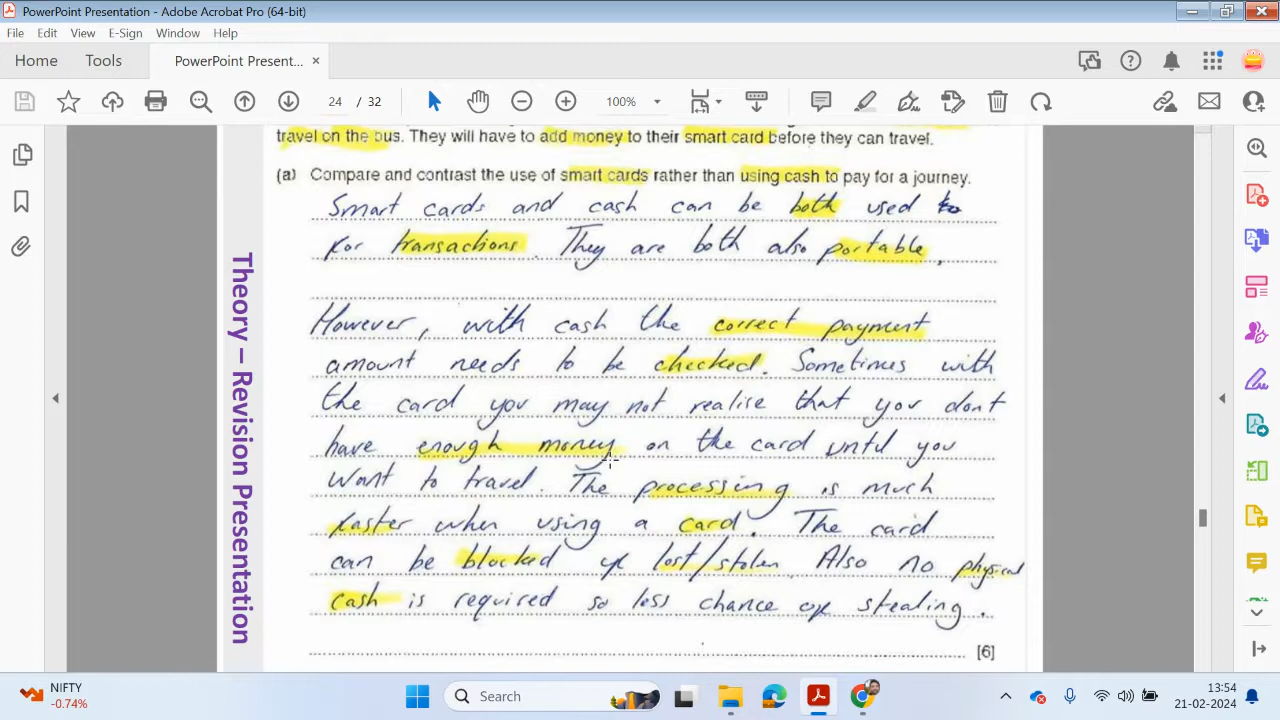 PowerPoint Presentation - Adobe Acrobat Pro (64-bit)
File Edit View E-Sign Window Help
Home Tools PowerPoint Present... ×
24 / 32 100%
travel on the bus. They will have to add money to their smart card before they can travel.
(a) Compare and contrast the use of smart cards rather than using cash to pay for a journey.
Smart cards and cash can be both used to
for transactions. They are both also portable.
However, with cash the correct payment
amount needs to be checked. Sometimes with
the card you may not realise that you dont
have enough money on the card until you
want to travel. The processing is much
faster when using a card. The card
can be blocked if lost/stolen. Also no physical
cash is required so less chance of stealing.
[6]
Theory – Revision Presentation
NIFTY
-0.74%
Search
13:54
21-02-2024